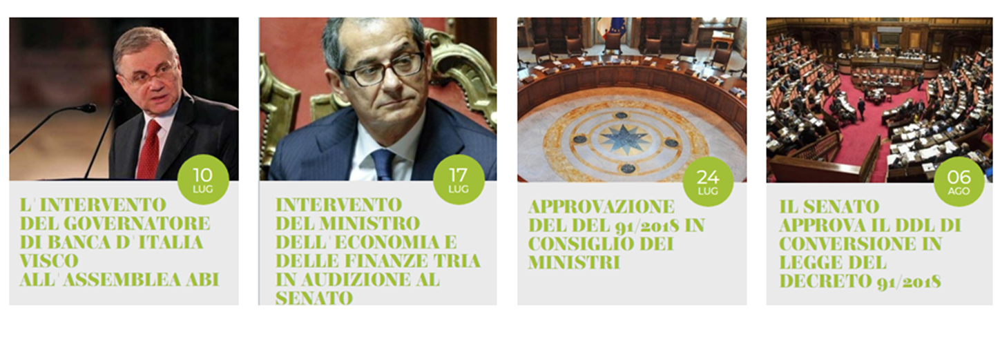 10
LUG
L'INTERVENTO
DEL GOVERNATORE
DI BANCA D'ITALIA
VISCO
ALL'ASSEMBLEA ABI
17
LUG
INTERVENTO
DEL MINISTRO
DELL'ECONOMIA E
DELLE FINANZE TRIA
IN AUDIZIONE AL
SENATO
24
LUG
APPROVAZIONE
DEL DEL 91/2018 IN
CONSIGLIO DEI
MINISTRI
06
AGO
IL SENATO
APPROVA IL DDL DI
CONVERSIONE IN
LEGGE DEL
DECRETO 91/2018